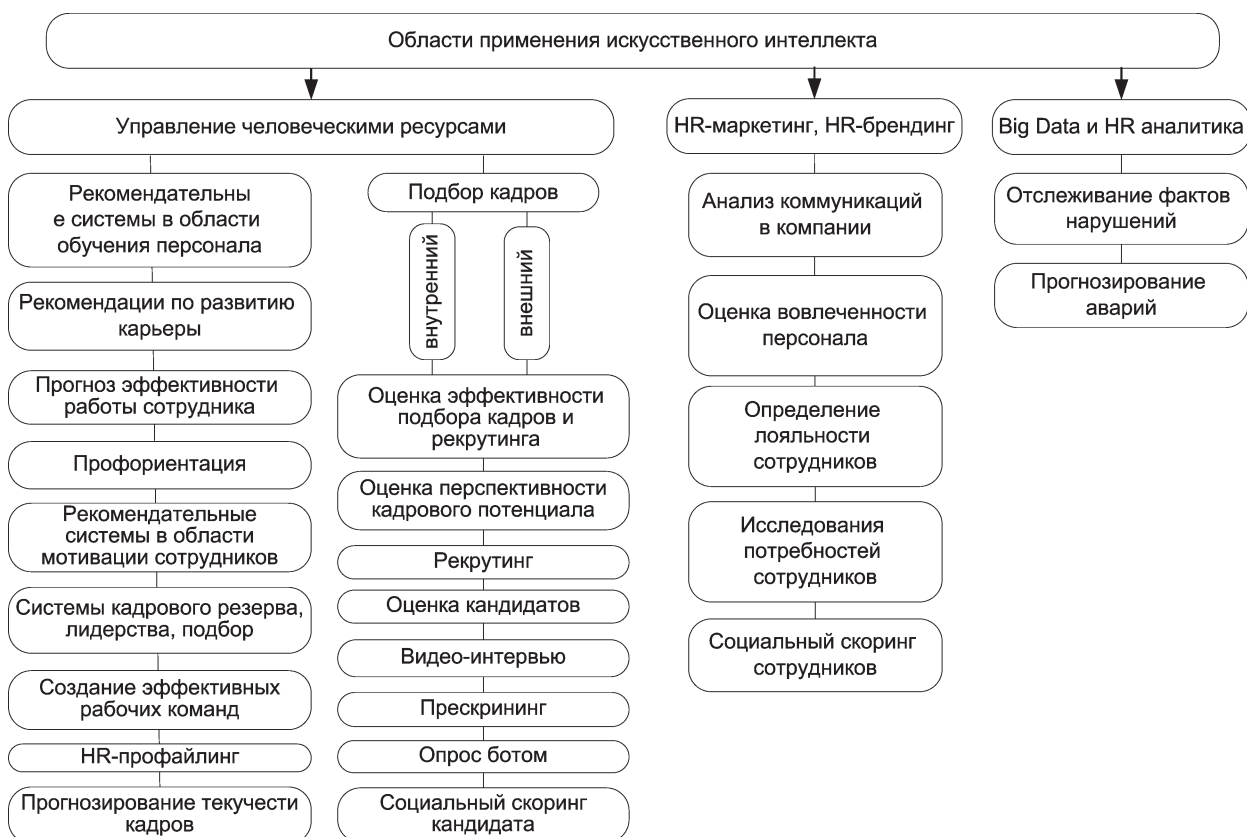 Области применения искусственного интеллекта
Управление человеческими ресурсами
Рекомендательны
е системы в области
обучения персонала
Рекомендации по развитию
карьеры
Прогноз эффективности
работы сотрудника
Профориентация
Рекомендательные
системы в области
мотивации сотрудников
Системы кадрового резерва,
лидерства, подбор
Создание эффективных
рабочих команд
HR-профайлинг
Прогнозирование текучести
кадров
Подбор кадров
внутренний
внешний
Оценка эффективности
подбора кадров и
рекрутинга
Оценка перспективности
кадрового потенциала
Рекрутинг
Оценка кандидатов
Видео-интервью
Прескрининг
Опрос ботом
Социальный скоринг
кандидата
HR-маркетинг, HR-брендинг
Анализ коммуникаций
в компании
Оценка вовлеченности
персонала
Определение
лояльности
сотрудников
Исследования
потребностей
сотрудников
Социальный скоринг
сотрудников
Big Data и HR аналитика
Отслеживание фактов
нарушений
Прогнозирование
аварий